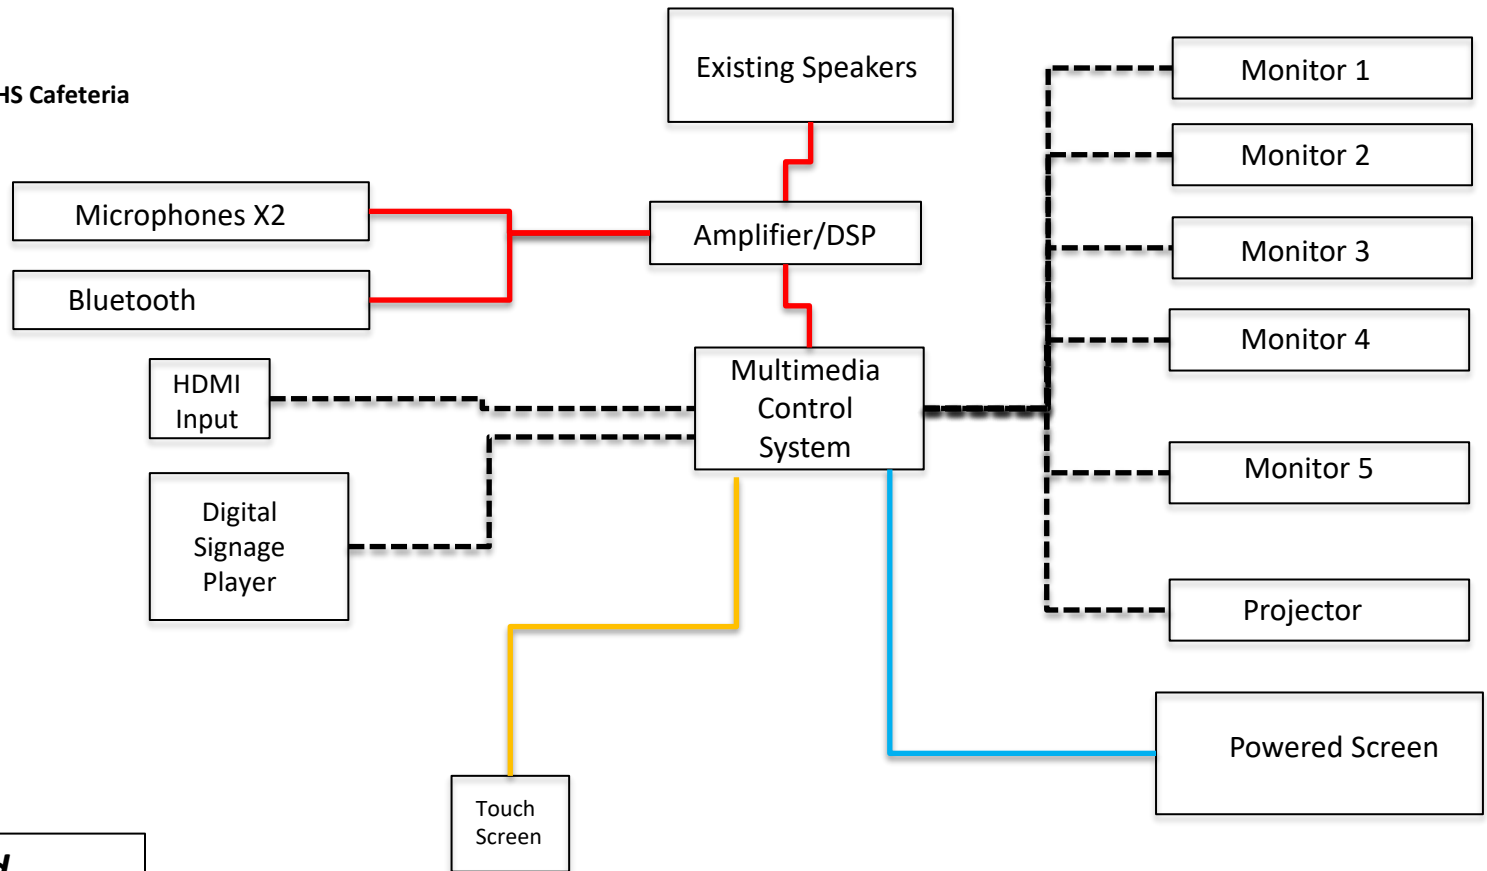 HS Cafeteria
Existing Speakers
Microphones X2
Bluetooth
Amplifier/DSP
HDMI
Input
Digital
Signage
Player
Multimedia
Control
System
Touch
Screen
Monitor 1
Monitor 2
Monitor 3
Monitor 4
Monitor 5
Projector
Powered Screen